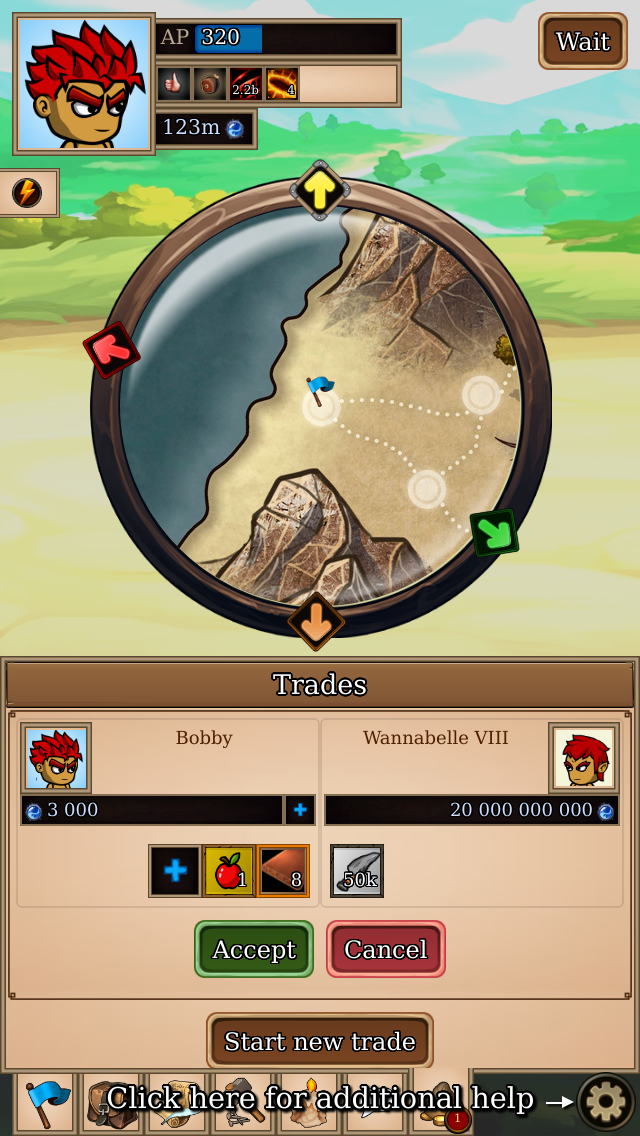 AP 320
Wait
2.2b
4
123m
Trades
Bobby
Wannabelle VIII
3 000
20 000 000 000
1
8
50k
Accept
Cancel
Start new trade
Click here for additional help
1